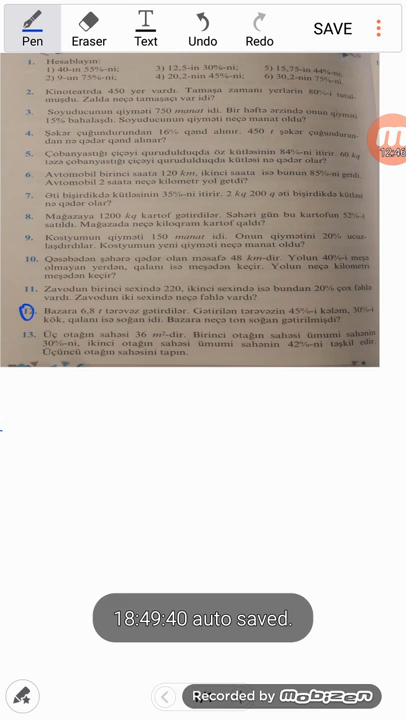 Pen
Eraser
Text
Undo
Redo
SAVE
1. Hesablayın:
1) 40-ın 55%-ni; 3) 12,5-in 30%-ni; 5) 15,75-in 44%-ni;
2) 9-un 75%-ni; 4) 20,2-nin 45%-ni; 6) 30,2-nin 75%-ni.
2. Kinoteatrda 450 yer vardı. Tamaşa zamanı yerlərin 80%-i tutul-
muşdu. Zalda neçə tamaşaçı var idi?
3. Soyuducunun qiyməti 750 manat idi. Bir həftə ərzində onun qiyməti
15% bahalaşdı. Soyuducunun qiyməti neçə manat oldu?
4. Şəkər çuğundurundan 16% qənd alınır. 450 t şəkər çuğundurun-
dan nə qədər qənd alınar?
5. Çobanyastığı çiçəyi qurudulduqda öz kütləsinin 84%-ni itirir. 60 kq
təzə çobanyastığı çiçəyi qurudulduqda kütləsi nə qədər olar?
6. Avtomobil birinci saatda 120 km, ikinci saatda isə bunun 85%-ni getdi.
Avtomobil 2 saata neçə kilometr yol getdi?
7. Əti bişirdikdə kütləsinin 35%-ni itirir. 2 kq 200 q əti bişirdikdə kütləsi
nə qədər olar?
8. Mağazaya 1200 kq kartof gətirdilər. Səhəri gün bu kartofun 52%-i
satıldı. Mağazada neçə kiloqram kartof qaldı?
9. Kostyumun qiyməti 150 manat idi. Onun qiymətini 20% ucuz-
laşdırdılar. Kostyumun yeni qiyməti neçə manat oldu?
10. Qəsəbədən şəhərə qədər olan məsafə 48 km-dir. Yolun 40%-i meşə
olmayan yerdən, qalanı isə meşədən keçir. Yolun neçə kilometri
meşədən keçir?
11. Zavodun birinci sexində 220, ikinci sexində isə bundan 20% çox fəhlə
vardı. Zavodun iki sexində neçə fəhlə vardı?
12. Bazara 6,8 t tərəvəz gətirdilər. Gətirilən tərəvəzin 45%-i kələm, 30%-i
kök, qalanı isə soğan idi. Bazara neçə ton soğan gətirilmişdi?
13. Üç otağın sahəsi 36 m²-dir. Birinci otağın sahəsi ümumi sahənin
30%-ni, ikinci otağın sahəsi ümumi sahənin 42%-ni təşkil edir.
Üçüncü otağın sahəsini tapın.
12:46
18:49:40 auto saved.
Recorded by mobizen